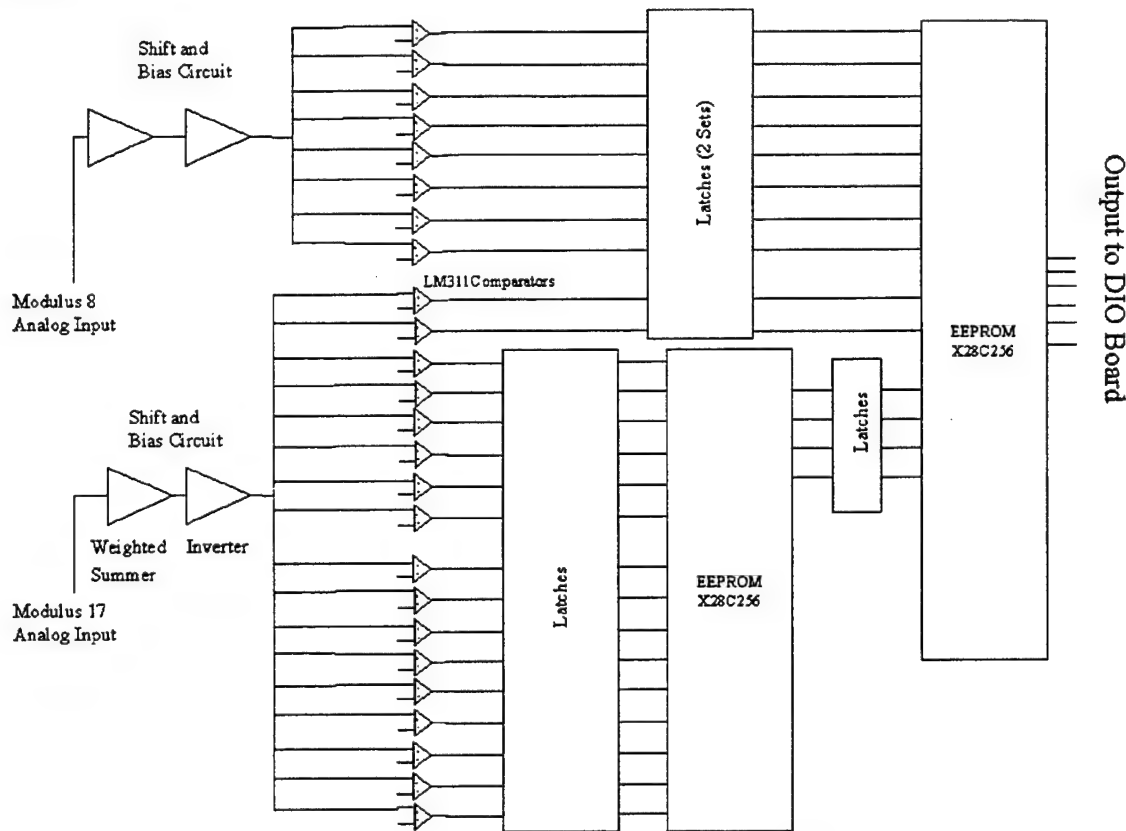 Shift and
Bias Circuit
Latches (2 Sets)
Output to DIO Board
Modulus 8
Analog Input
LM311Comparators
EEPROM
X28C256
Shift and
Bias Circuit
Latches
Weighted
Summer
Inverter
Latches
EEPROM
X28C256
Modulus 17
Analog Input